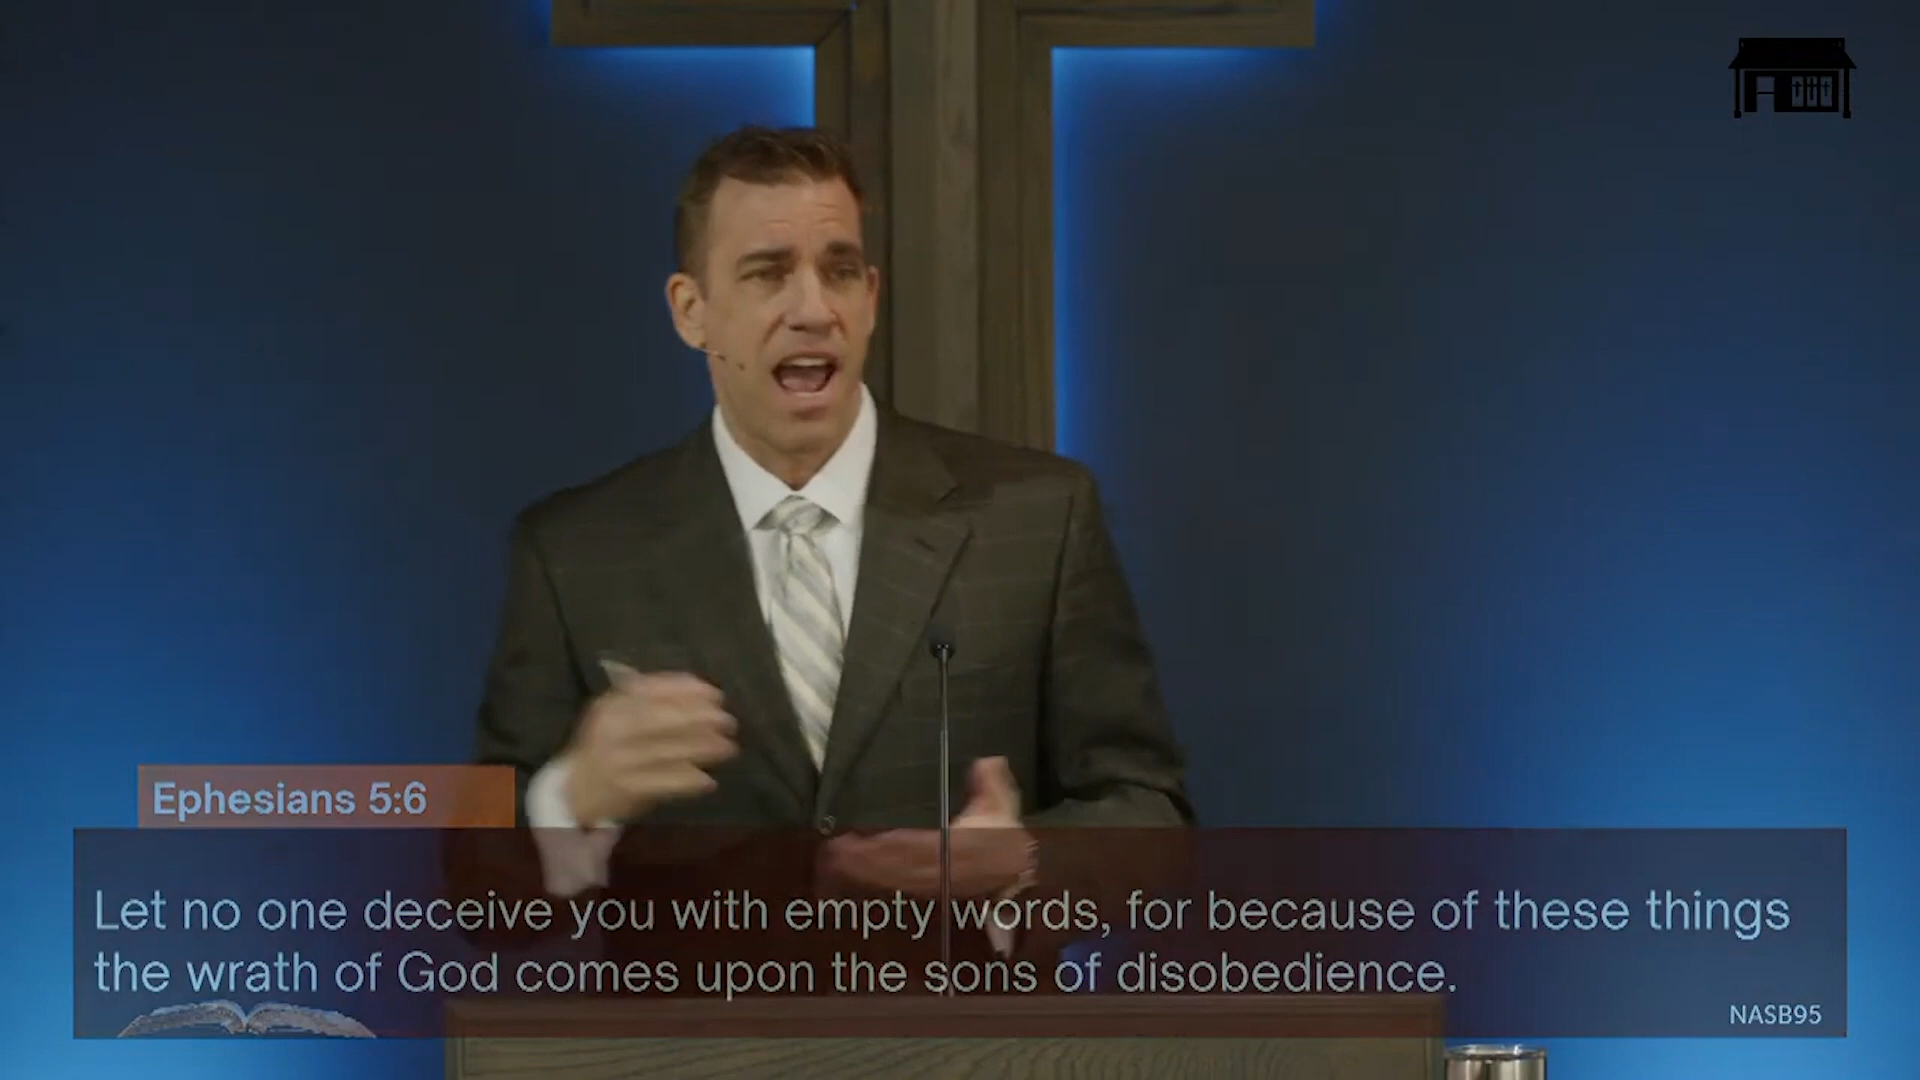 Ephesians 5:6
Let no one deceive you with empty words, for because of these things
the wrath of God comes upon the sons of disobedience.
NASB95